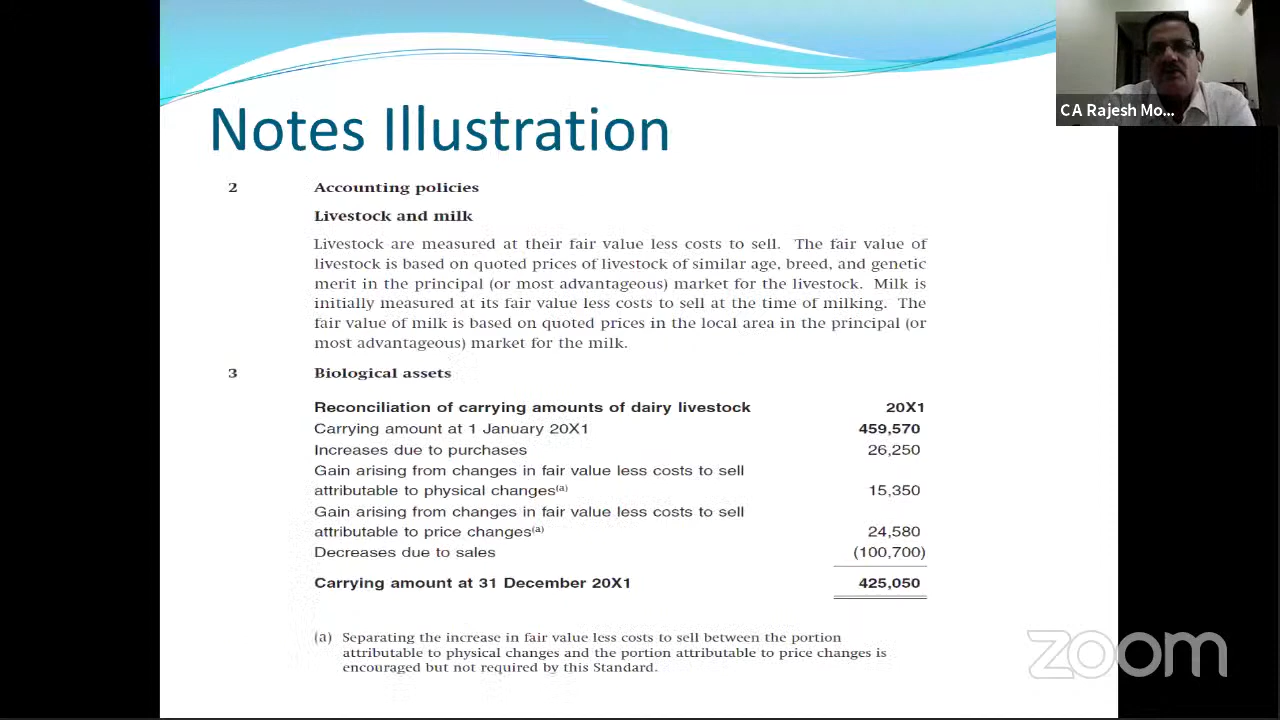 CA Rajesh Mo...
Notes Illustration
2 Accounting policies
Livestock and milk
Livestock are measured at their fair value less costs to sell. The fair value of
livestock is based on quoted prices of livestock of similar age, breed, and genetic
merit in the principal (or most advantageous) market for the livestock. Milk is
initially measured at its fair value less costs to sell at the time of milking. The
fair value of milk is based on quoted prices in the local area in the principal (or
most advantageous) market for the milk.
3 Biological assets
Reconciliation of carrying amounts of dairy livestock 20X1
Carrying amount at 1 January 20X1 459,570
Increases due to purchases 26,250
Gain arising from changes in fair value less costs to sell
attributable to physical changes(a) 15,350
Gain arising from changes in fair value less costs to sell
attributable to price changes(a) 24,580
Decreases due to sales (100,700)
Carrying amount at 31 December 20X1 425,050
(a) Separating the increase in fair value less costs to sell between the portion
attributable to physical changes and the portion attributable to price changes is
encouraged but not required by this Standard.
zoom